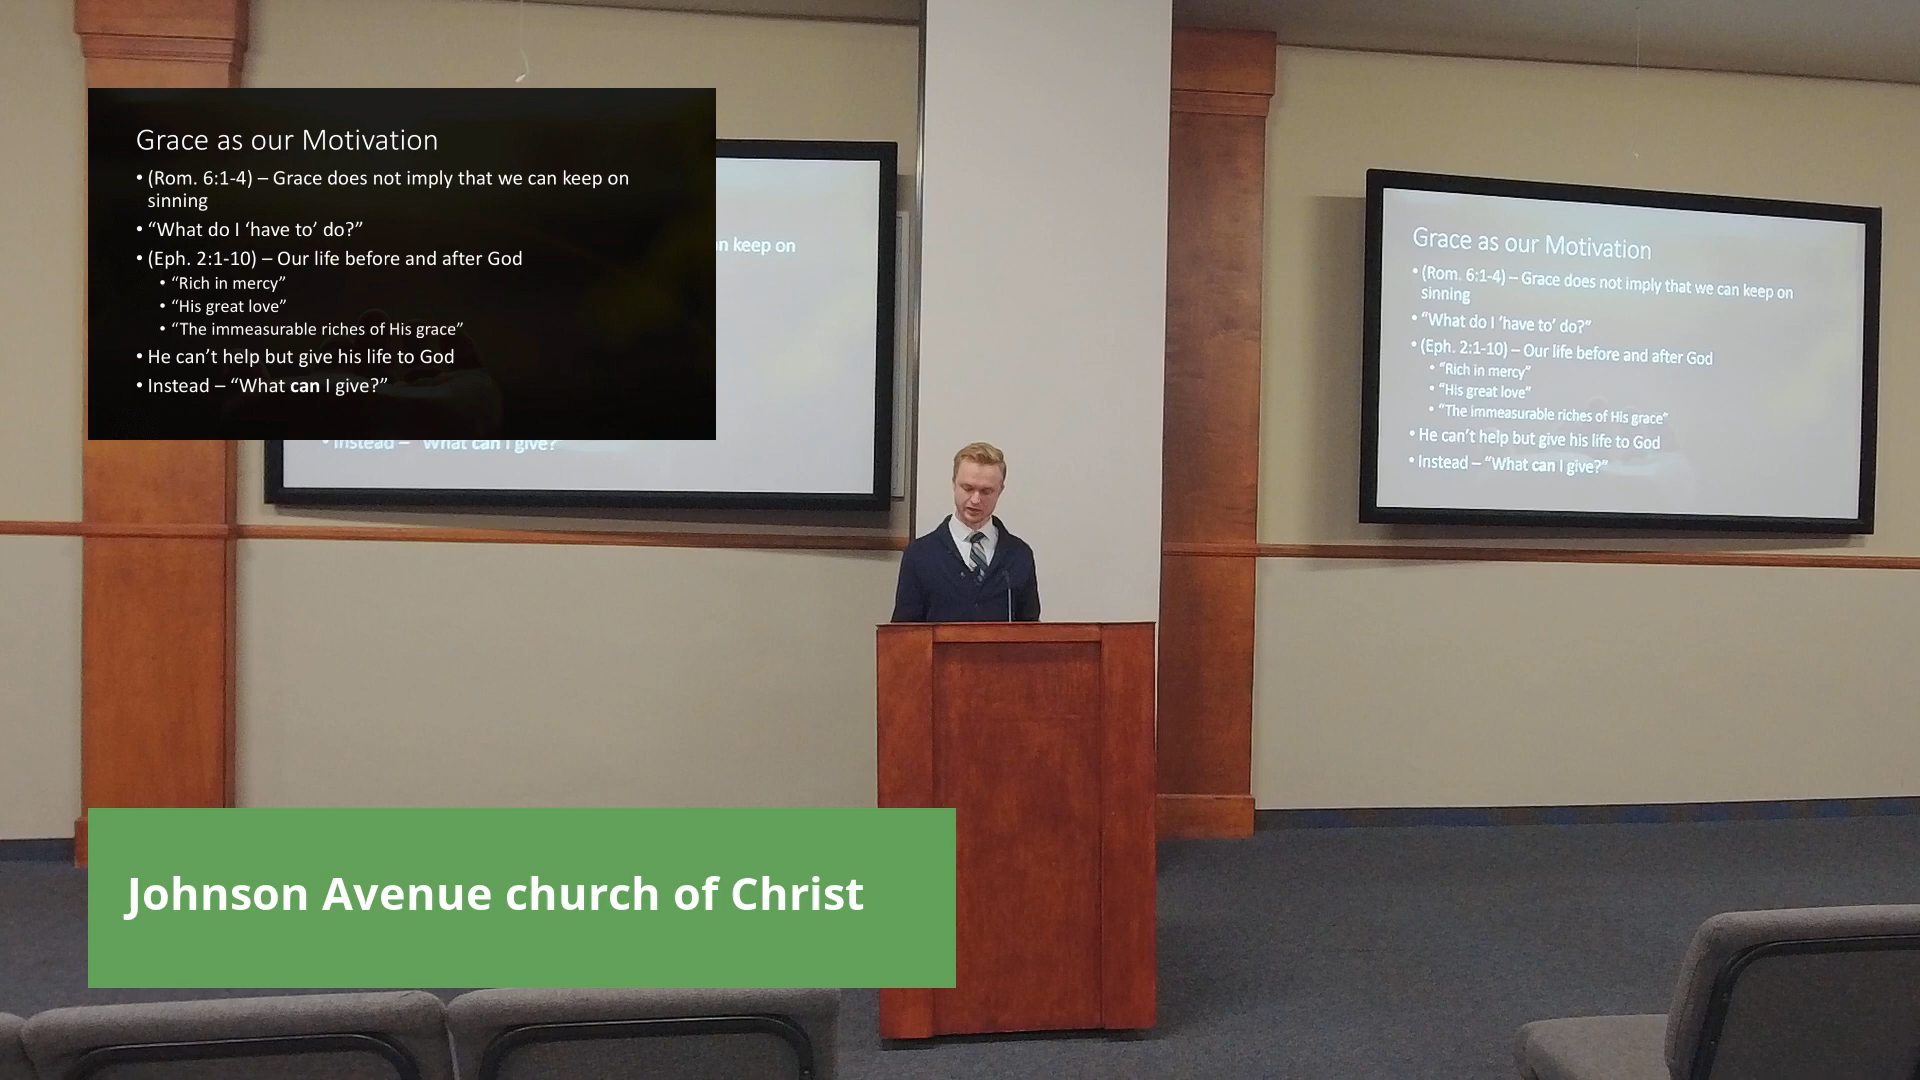 Grace as our Motivation
• (Rom. 6:1-4) – Grace does not imply that we can keep on
sinning
• “What do I ‘have to’ do?”
• (Eph. 2:1-10) – Our life before and after God
• “Rich in mercy”
• “His great love”
• “The immeasurable riches of His grace”
• He can’t help but give his life to God
• Instead – “What can I give?”
n keep on
• Instead – “What can I give?”
Grace as our Motivation
• (Rom. 6:1-4) – Grace does not imply that we can keep on
sinning
• “What do I ‘have to’ do?”
• (Eph. 2:1-10) – Our life before and after God
• “Rich in mercy”
• “His great love”
• “The immeasurable riches of His grace”
• He can’t help but give his life to God
• Instead – “What can I give?”
Johnson Avenue church of Christ